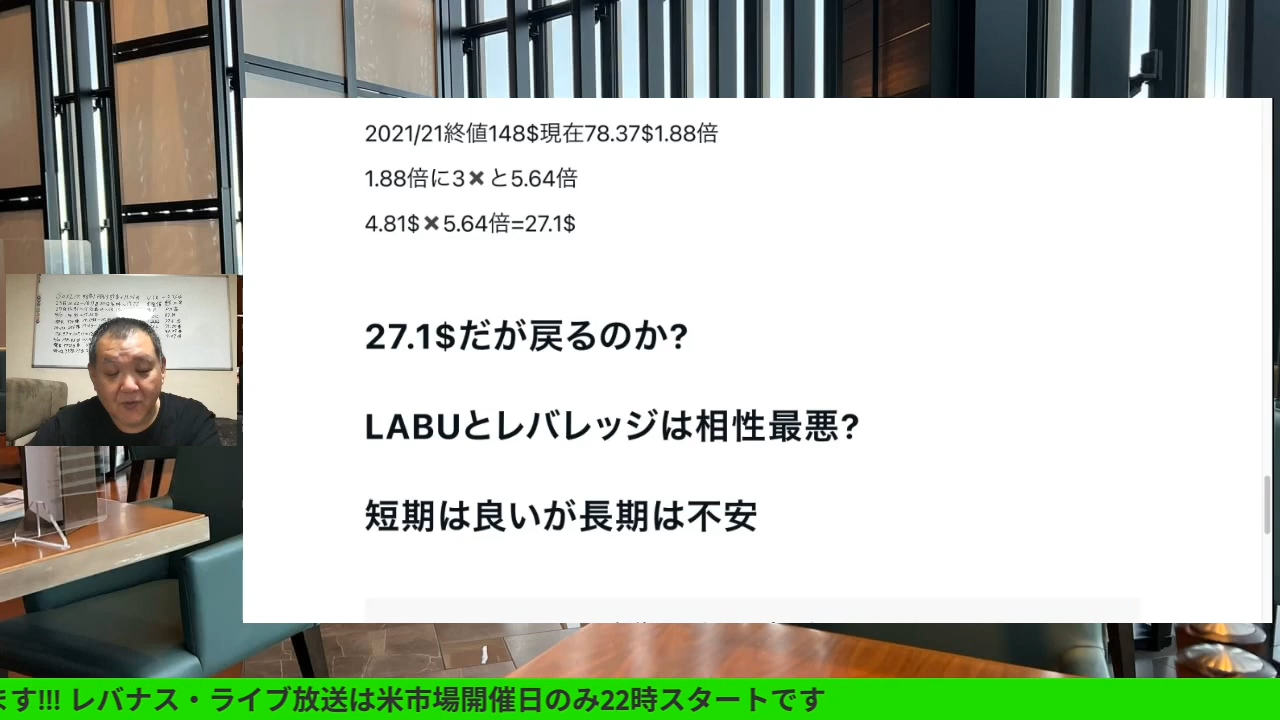 2021/21終値148$現在78.37$1.88倍
1.88倍に3✖と5.64倍
4.81$✖5.64倍=27.1$
27.1$だが戻るのか?
LABUとレバレッジは相性最悪?
短期は良いが長期は不安
ます!!! レバナス・ライブ放送は米市場開催日のみ22時スタートです